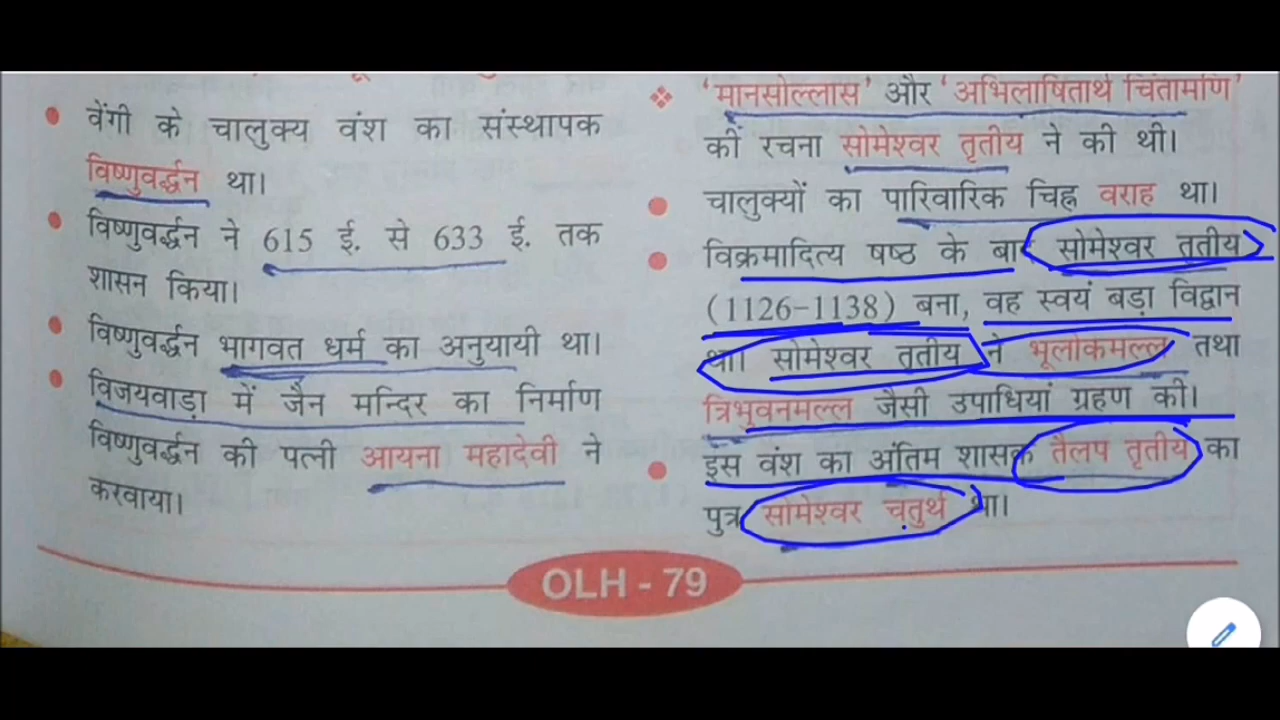 वेंगी के चालुक्य वंश का संस्थापक
विष्णुवर्द्धन था।
विष्णुवर्द्धन ने 615 ई. से 633 ई. तक
शासन किया।
विष्णुवर्द्धन भागवत धर्म का अनुयायी था।
विजयवाड़ा में जैन मन्दिर का निर्माण
विष्णुवर्द्धन की पत्नी आयना महादेवी ने
करवाया।
'मानसोल्लास' और 'अभिलाषितार्थ चिंतामणि'
की रचना सोमेश्वर तृतीय ने की थी।
चालुक्यों का पारिवारिक चिह्न वराह था।
विक्रमादित्य षष्ठ के बाद सोमेश्वर तृतीय
(1126-1138) बना, वह स्वयं बड़ा विद्वान
था। सोमेश्वर तृतीय ने भूलोकमल्ल तथा
त्रिभुवनमल्ल जैसी उपाधियां ग्रहण की।
इस वंश का अंतिम शासक तैलप तृतीय का
पुत्र सोमेश्वर चतुर्थ था।
OLH - 79